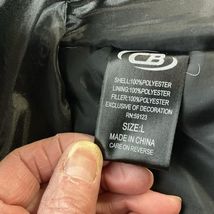 CB
SHELL:100%POLYESTER
LINING:100%POLYESTER
FILLER:100%POLYESTER
EXCLUSIVE OF DECORATION
RN:59123
SIZE:L
MADE IN CHINA
CARE ON REVERSE